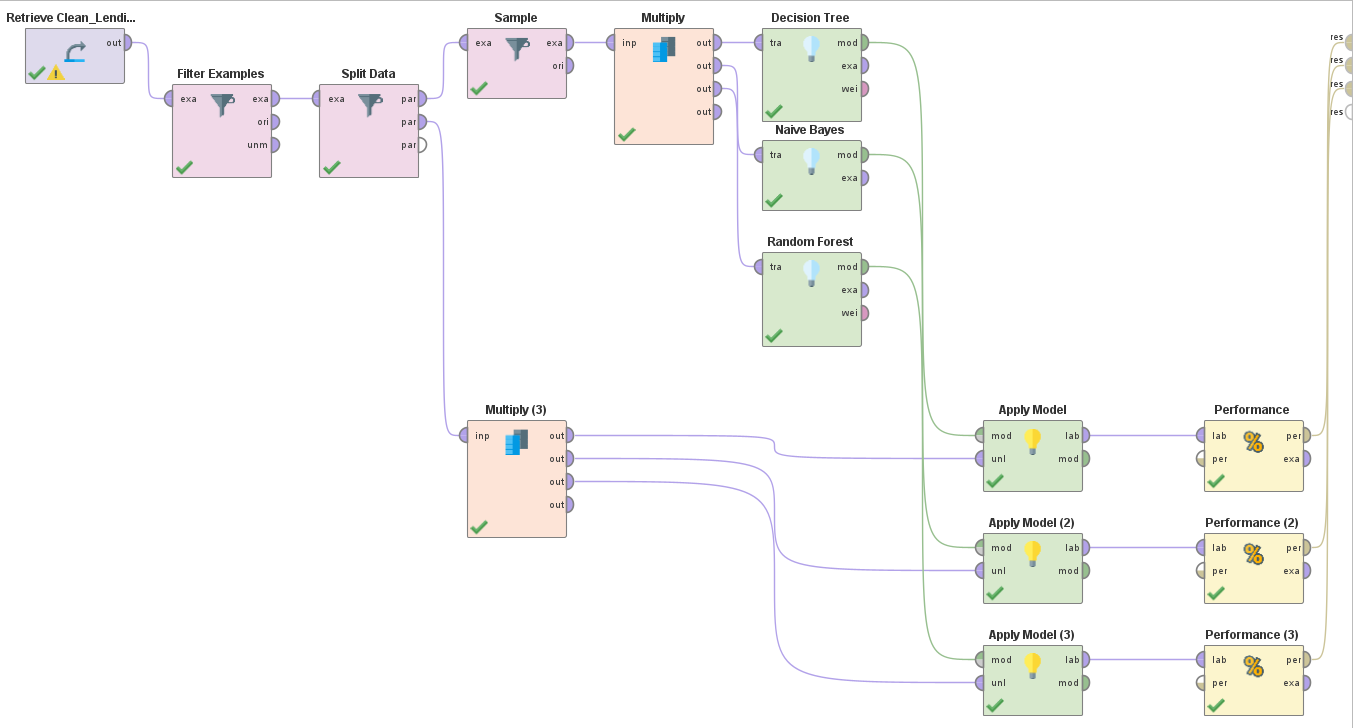 Retrieve Clean_Lendi...
out
Filter Examples
exa exa
ori
unm
Split Data
exa par
par
par
Sample
exa exa
ori
Multiply
inp out
out
out
out
Decision Tree
tra mod
exa
wei
Naive Bayes
tra mod
exa
Random Forest
tra mod
exa
wei
Multiply (3)
inp out
out
out
out
Apply Model
mod lab
unl mod
Performance
lab per
per exa
Apply Model (2)
mod lab
unl mod
Performance (2)
lab per
per exa
Apply Model (3)
mod lab
unl mod
Performance (3)
lab per
per exa
res
res
res
res